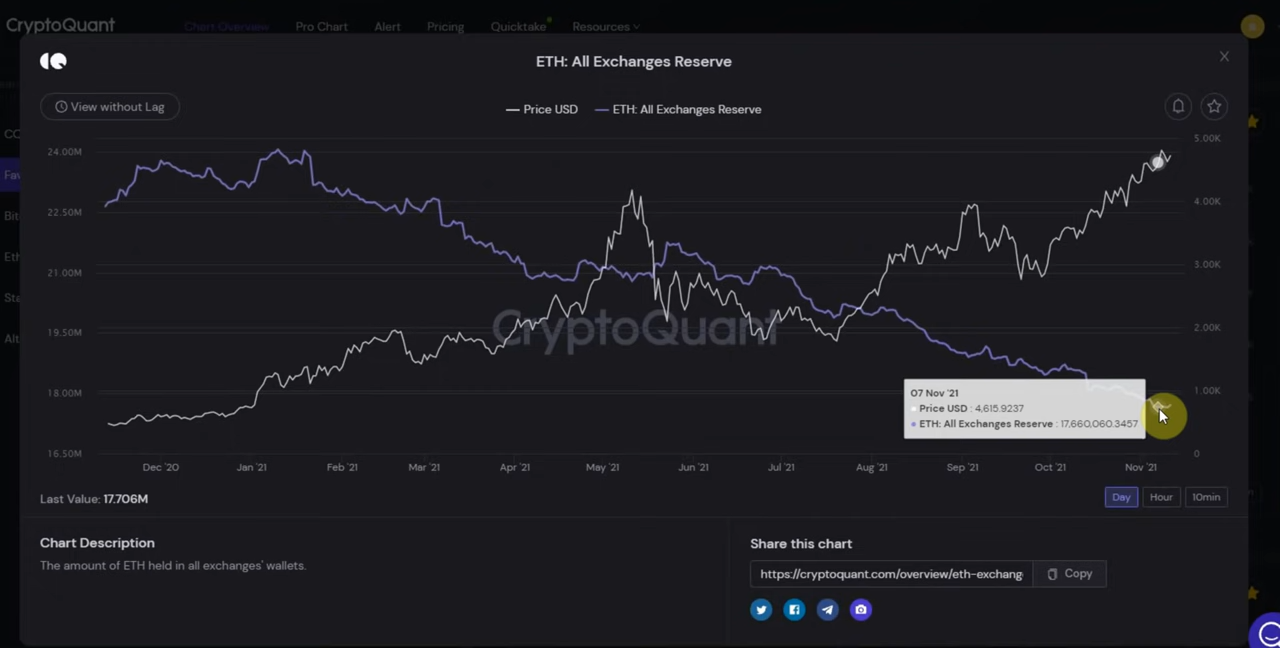 CryptoQuant
Chart Overview Pro Chart Alert Pricing Quicktake Resources
ETH: All Exchanges Reserve
View without Lag
Price USD ETH: All Exchanges Reserve
24.00M
22.50M
21.00M
19.50M
18.00M
16.50M
5.00K
4.00K
3.00K
2.00K
1.00K
0
CryptoQuant
07 Nov '21
Price USD : 4,615.9237
ETH: All Exchanges Reserve : 17,660,060.3457
Dec '20 Jan '21 Feb '21 Mar '21 Apr '21 May '21 Jun '21 Jul '21 Aug '21 Sep '21 Oct '21 Nov '21
Last Value: 17.706M
Day Hour 10min
Chart Description
The amount of ETH held in all exchanges' wallets.
Share this chart
https://cryptoquant.com/overview/eth-exchang
Copy
CO
Fav
Bit
Eth
Sta
Alt